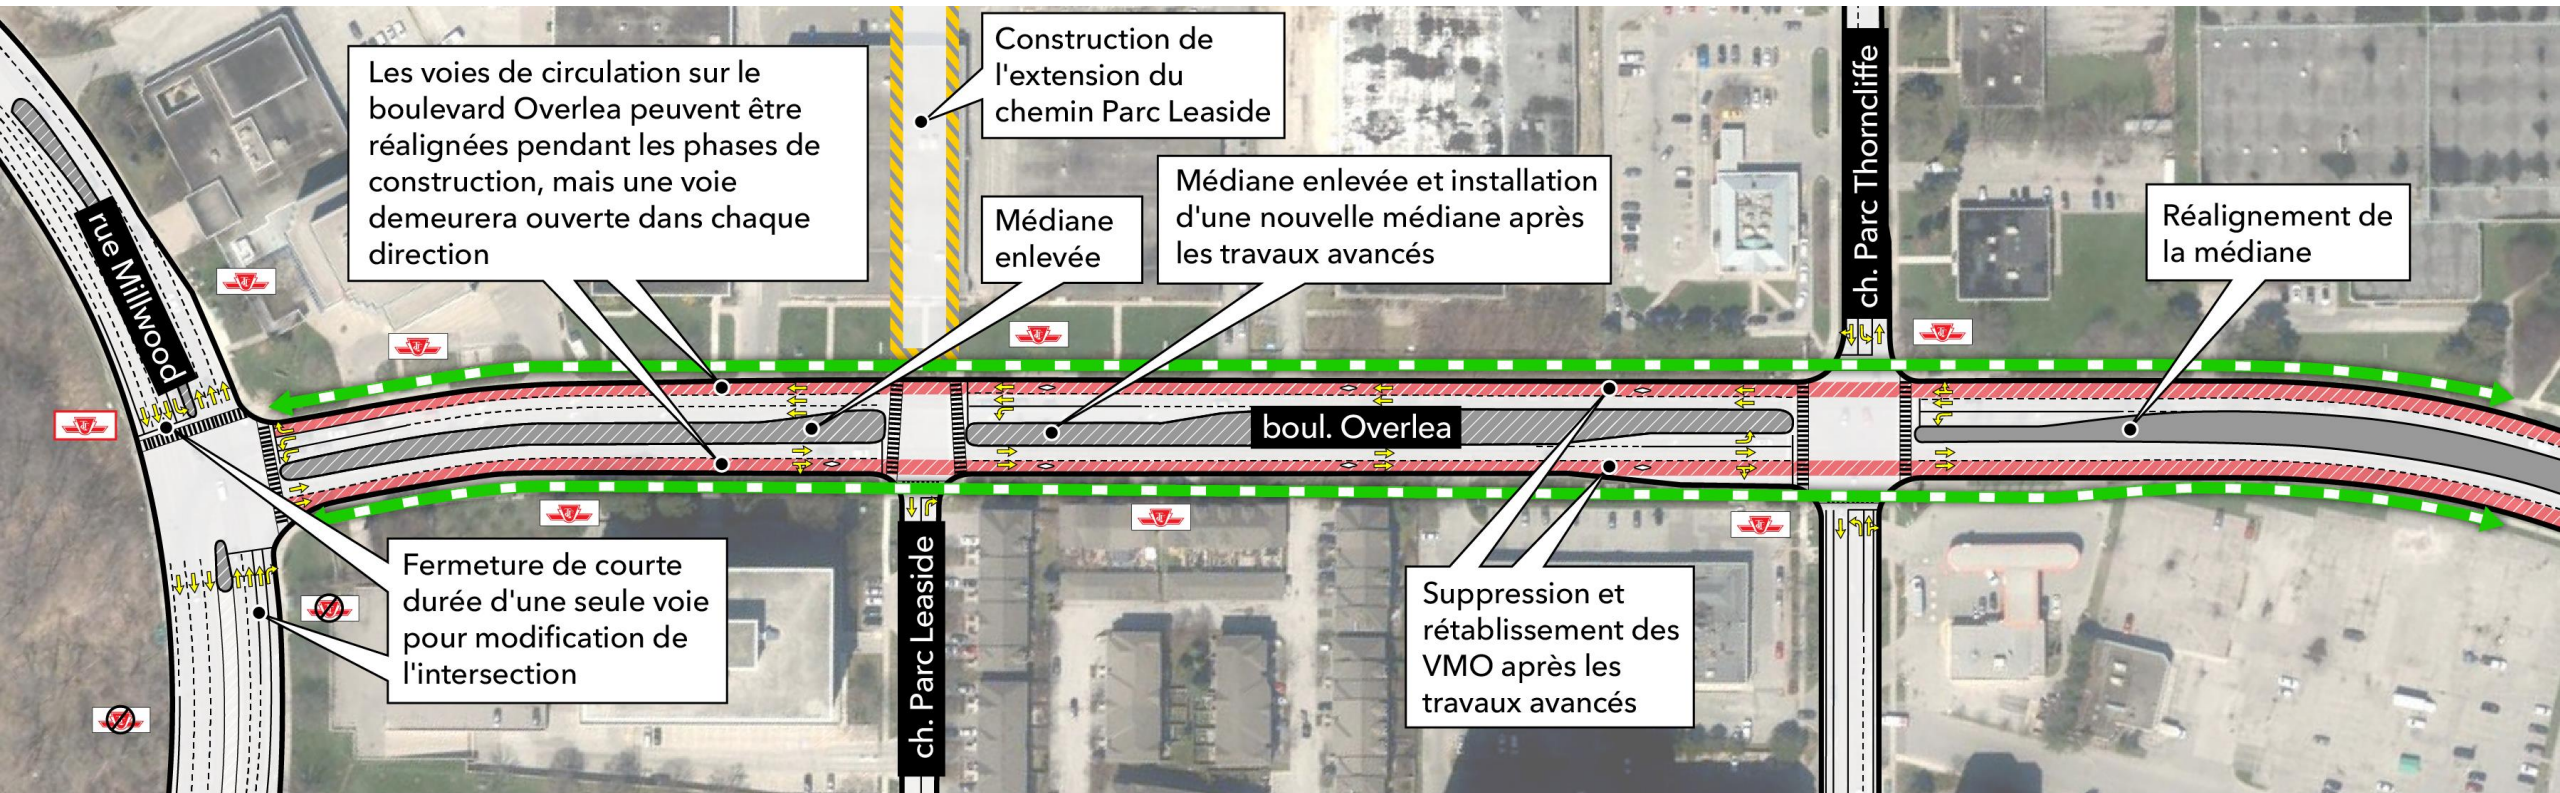 Les voies de circulation sur le
boulevard Overlea peuvent être
réalignées pendant les phases de
construction, mais une voie
demeurera ouverte dans chaque
direction
Construction de
l'extension du
chemin Parc Leaside
Médiane
enlevée
Médiane enlevée et installation
d'une nouvelle médiane après
les travaux avancés
ch. Parc Thorncliffe
Réalignement de
la médiane
rue Millwood
boul. Overlea
Fermeture de courte
durée d'une seule voie
pour modification de
l'intersection
ch. Parc Leaside
Suppression et
rétablissement des
VMO après les
travaux avancés